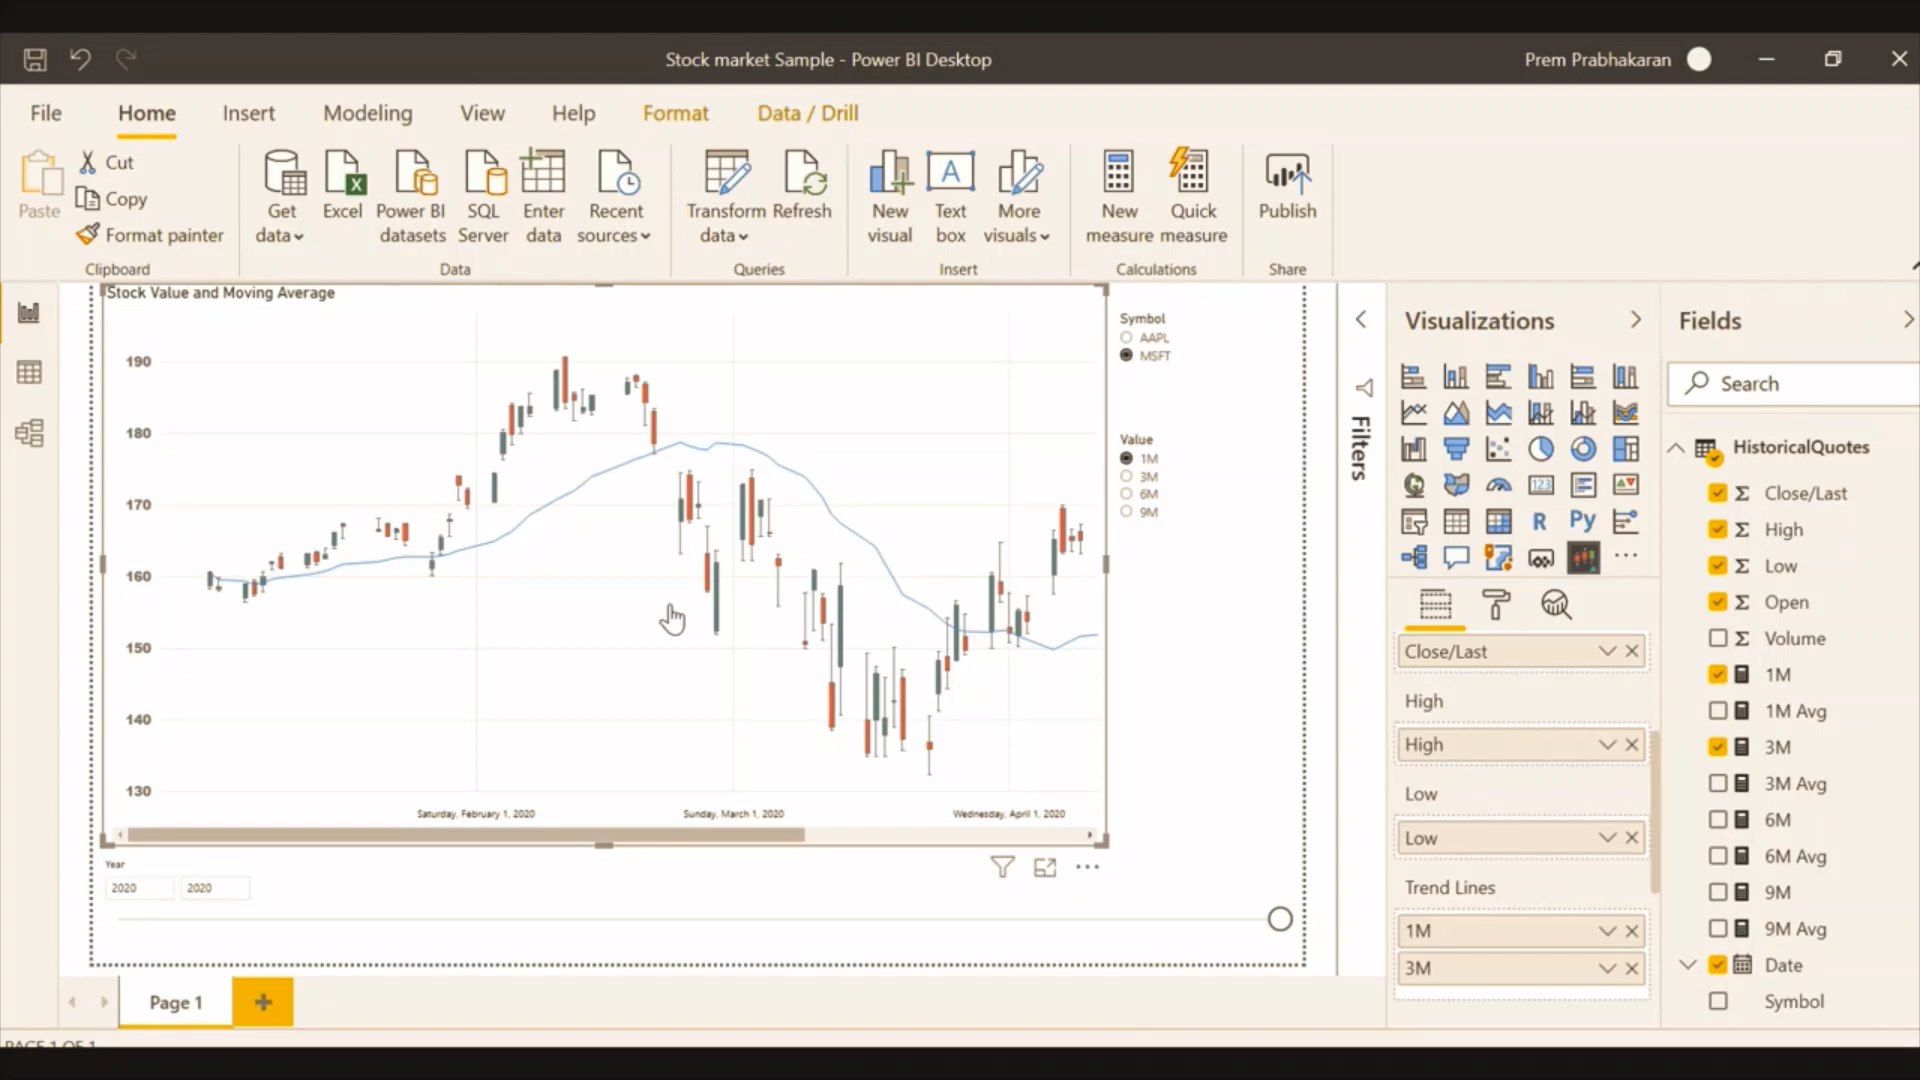 Stock market Sample - Power BI Desktop
Prem Prabhakaran
File Home Insert Modeling View Help Format Data / Drill
Paste
Cut
Copy
Format painter
Clipboard
Get data
Excel
Power BI datasets
SQL Server
Enter data
Recent sources
Data
Transform data
Refresh
Queries
New visual
Text box
More visuals
Insert
New measure
Quick measure
Calculations
Publish
Share
Stock Value and Moving Average
190
180
170
160
150
140
130
Saturday, February 1, 2020
Sunday, March 1, 2020
Wednesday, April 1, 2020
Symbol
AAPL
MSFT
Value
1M
3M
6M
9M
Year
2020 2020
Page 1
PAGE 1 OF 1
Filters
Visualizations
123
R
Py
Close/Last
High
High
Low
Low
Trend Lines
1M
3M
Fields
Search
HistoricalQuotes
Close/Last
High
Low
Open
Volume
1M
1M Avg
3M
3M Avg
6M
6M Avg
9M
9M Avg
Date
Symbol